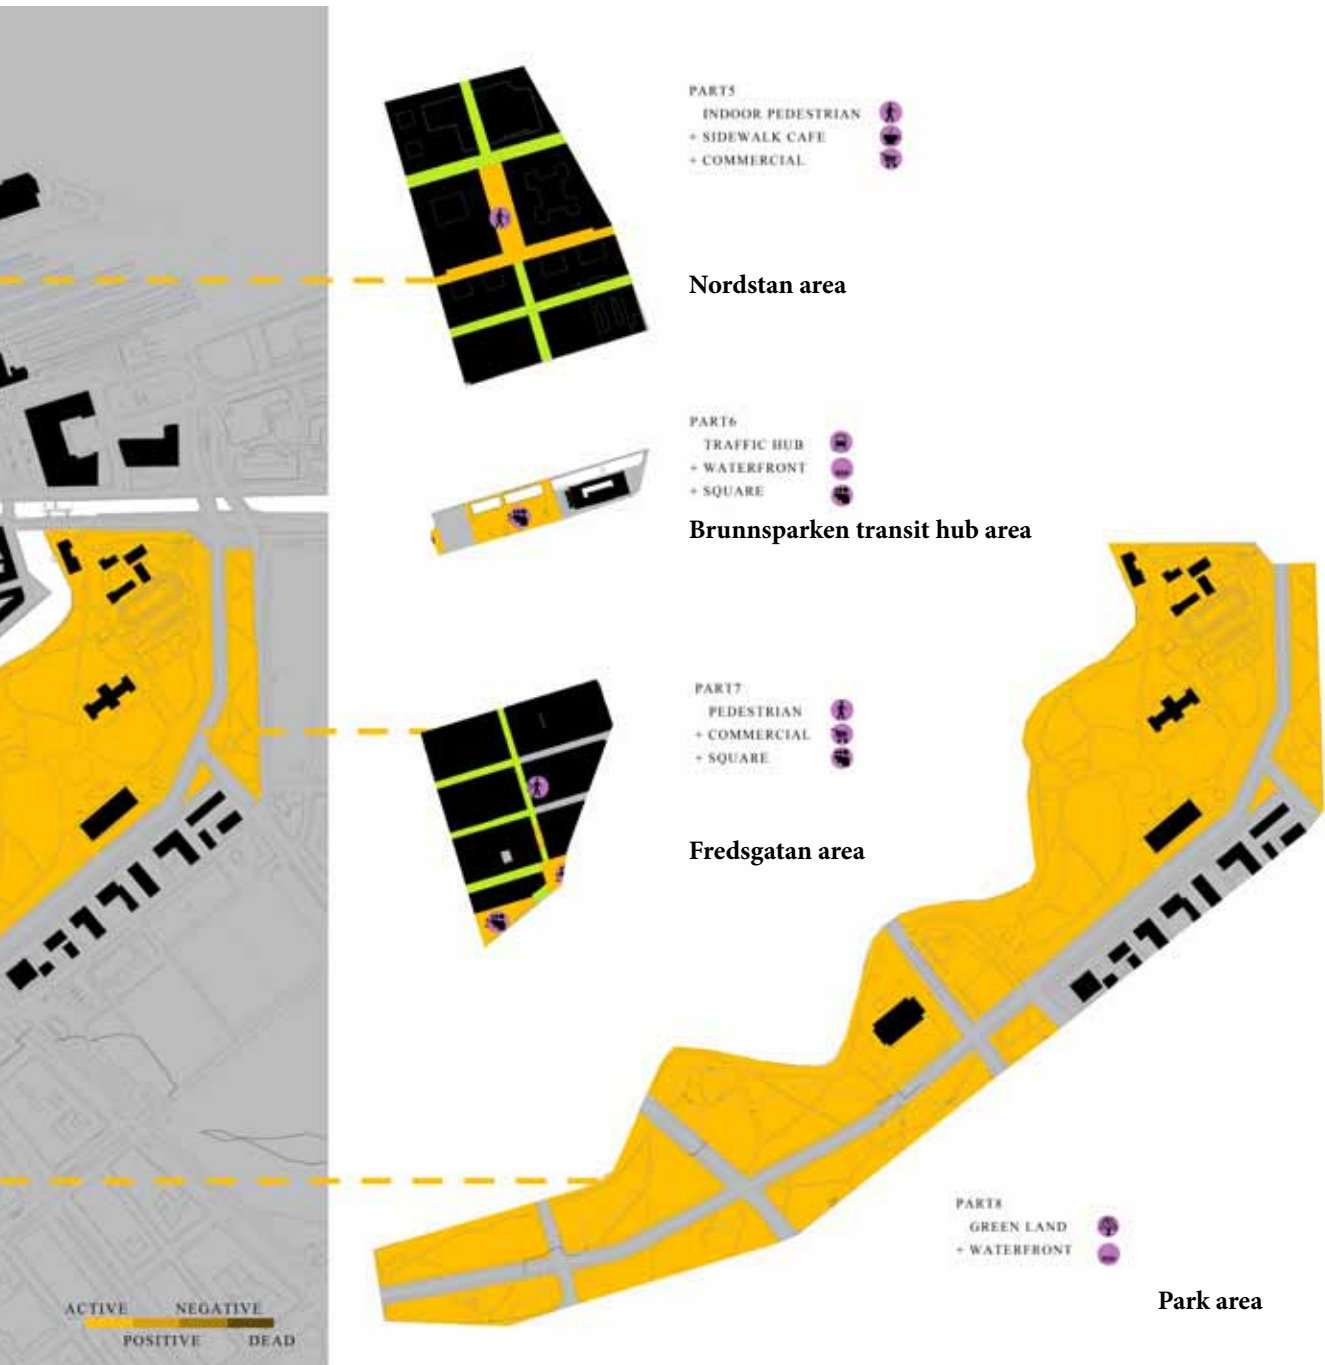 PART5
INDOOR PEDESTRIAN
+ SIDEWALK CAFE
+ COMMERCIAL
Nordstan area
PART6
TRAFFIC HUB
+ WATERFRONT
+ SQUARE
Brunnsparken transit hub area
PART7
PEDESTRIAN
+ COMMERCIAL
+ SQUARE
Fredsgatan area
PART8
GREEN LAND
+ WATERFRONT
Park area
ACTIVE NEGATIVE
POSITIVE DEAD